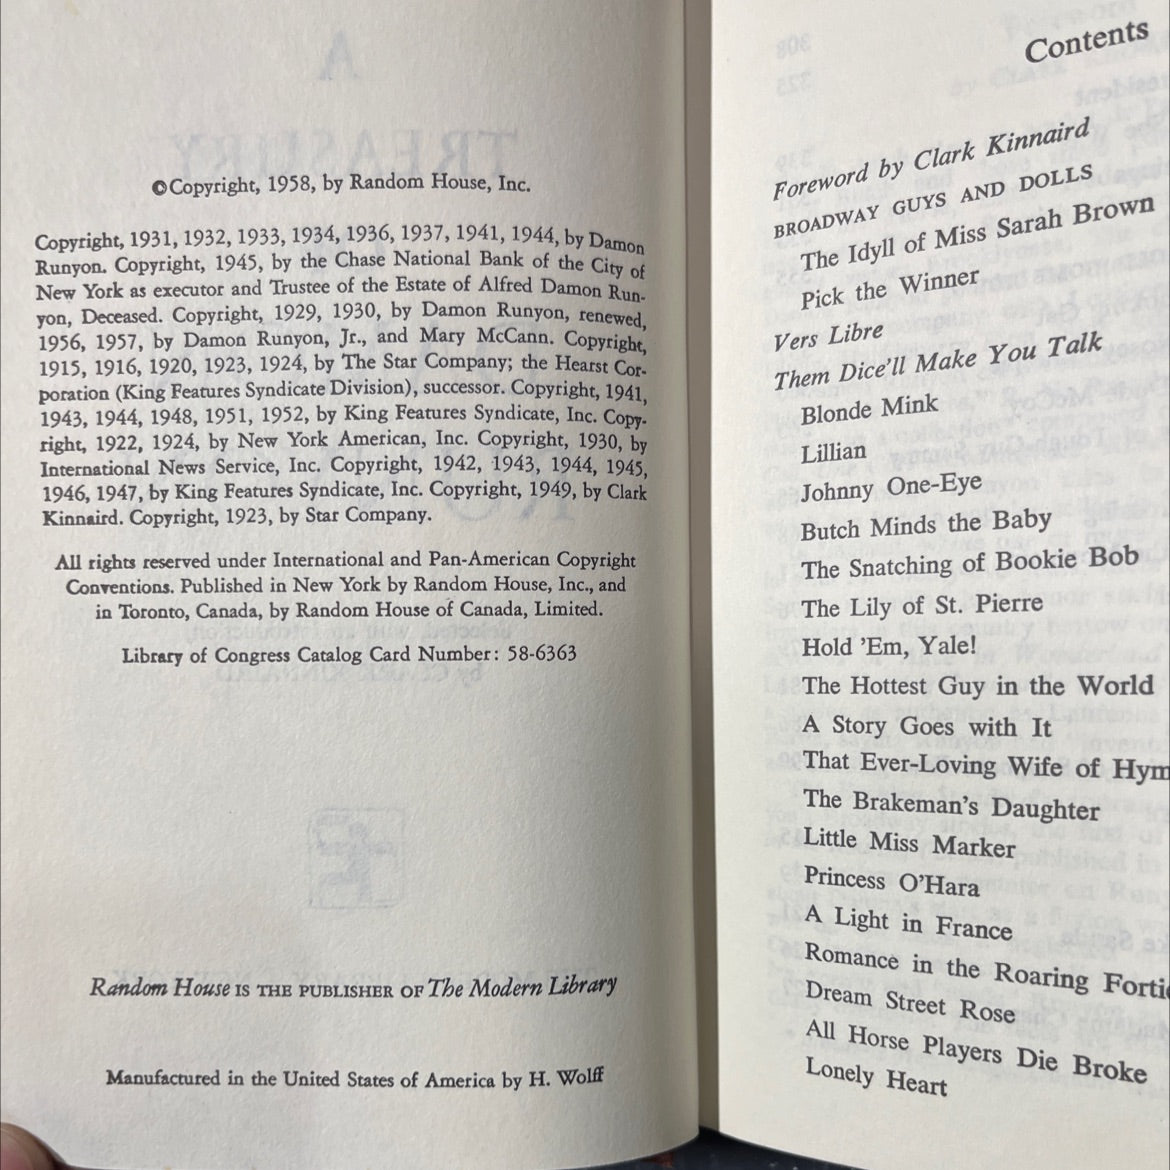 ©Copyright, 1958, by Random House, Inc.
Copyright, 1931, 1932, 1933, 1934, 1936, 1937, 1941, 1944, by Damon
Runyon. Copyright, 1945, by the Chase National Bank of the City of
New York as executor and Trustee of the Estate of Alfred Damon Run-
yon, Deceased. Copyright, 1929, 1930, by Damon Runyon, renewed,
1956, 1957, by Damon Runyon, Jr., and Mary McCann. Copyright,
1915, 1916, 1920, 1923, 1924, by The Star Company; the Hearst Cor-
poration (King Features Syndicate Division), successor. Copyright, 1941,
1943, 1944, 1948, 1951, 1952, by King Features Syndicate, Inc. Copy-
right, 1922, 1924, by New York American, Inc. Copyright, 1930, by
International News Service, Inc. Copyright, 1942, 1943, 1944, 1945,
1946, 1947, by King Features Syndicate, Inc. Copyright, 1949, by Clark
Kinnaird. Copyright, 1923, by Star Company.
All rights reserved under International and Pan-American Copyright
Conventions. Published in New York by Random House, Inc., and
in Toronto, Canada, by Random House of Canada, Limited.
Library of Congress Catalog Card Number: 58-6363
Random House IS THE PUBLISHER OF The Modern Library
Manufactured in the United States of America by H. Wolff
Contents
Foreword by Clark Kinnaird
BROADWAY GUYS AND DOLLS
The Idyll of Miss Sarah Brown
Pick the Winner
Vers Libre
Them Dice'll Make You Talk
Blonde Mink
Lillian
Johnny One-Eye
Butch Minds the Baby
The Snatching of Bookie Bob
The Lily of St. Pierre
Hold 'Em, Yale!
The Hottest Guy in the World
A Story Goes with It
That Ever-Loving Wife of Hym
The Brakeman's Daughter
Little Miss Marker
Princess O'Hara
A Light in France
Romance in the Roaring Forti
Dream Street Rose
All Horse Players Die Broke
Lonely Heart